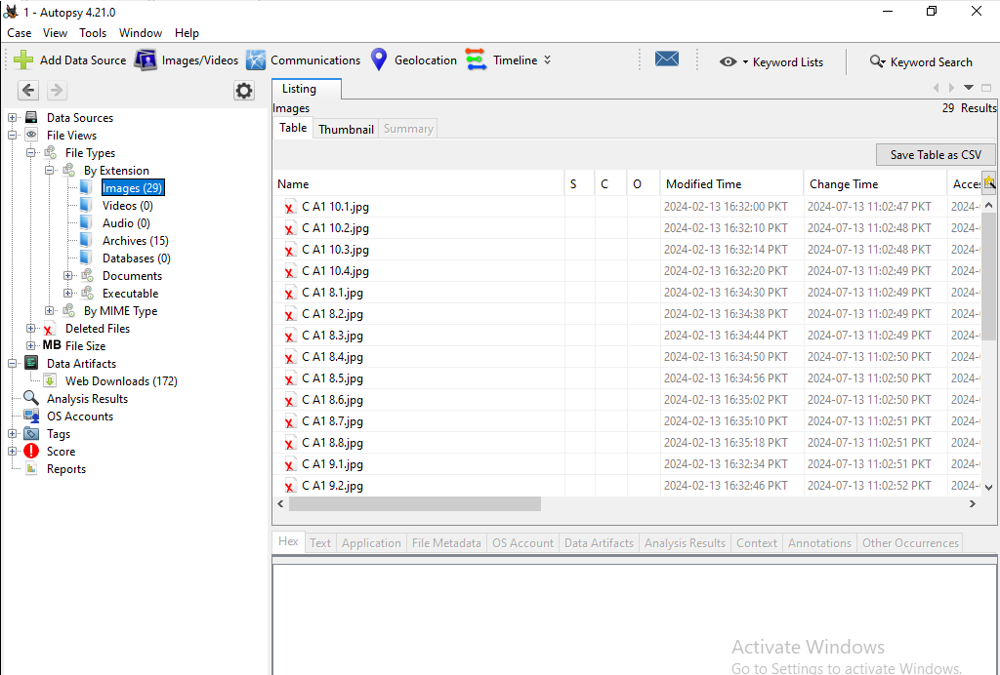 1 - Autopsy 4.21.0
Case View Tools Window Help
Add Data Source Images/Videos Communications Geolocation Timeline Keyword Lists Keyword Search
Listing
Images 29 Results
Table Thumbnail Summary
Save Table as CSV
Data Sources
File Views
File Types
By Extension
Images (29)
Videos (0)
Audio (0)
Archives (15)
Databases (0)
Documents
Executable
By MIME Type
Deleted Files
MB File Size
Data Artifacts
Web Downloads (172)
Analysis Results
OS Accounts
Tags
Score
Reports
Name S C O Modified Time Change Time
C A1 10.1.jpg 2024-02-13 16:32:00 PKT 2024-07-13 11:02:47 PKT 2024-
C A1 10.2.jpg 2024-02-13 16:32:10 PKT 2024-07-13 11:02:48 PKT 2024-
C A1 10.3.jpg 2024-02-13 16:32:14 PKT 2024-07-13 11:02:48 PKT 2024-
C A1 10.4.jpg 2024-02-13 16:32:20 PKT 2024-07-13 11:02:49 PKT 2024-
C A1 8.1.jpg 2024-02-13 16:34:30 PKT 2024-07-13 11:02:49 PKT 2024-
C A1 8.2.jpg 2024-02-13 16:34:38 PKT 2024-07-13 11:02:49 PKT 2024-
C A1 8.3.jpg 2024-02-13 16:34:44 PKT 2024-07-13 11:02:49 PKT 2024-
C A1 8.4.jpg 2024-02-13 16:34:50 PKT 2024-07-13 11:02:50 PKT 2024-
C A1 8.5.jpg 2024-02-13 16:34:56 PKT 2024-07-13 11:02:50 PKT 2024-
C A1 8.6.jpg 2024-02-13 16:35:02 PKT 2024-07-13 11:02:50 PKT 2024-
C A1 8.7.jpg 2024-02-13 16:35:10 PKT 2024-07-13 11:02:51 PKT 2024-
C A1 8.8.jpg 2024-02-13 16:35:18 PKT 2024-07-13 11:02:51 PKT 2024-
C A1 9.1.jpg 2024-02-13 16:32:34 PKT 2024-07-13 11:02:51 PKT 2024-
C A1 9.2.jpg 2024-02-13 16:32:46 PKT 2024-07-13 11:02:52 PKT 2024-
Hex Text Application File Metadata OS Account Data Artifacts Analysis Results Context Annotations Other Occurrences
Activate Windows
Go to Settings to activate Windows.